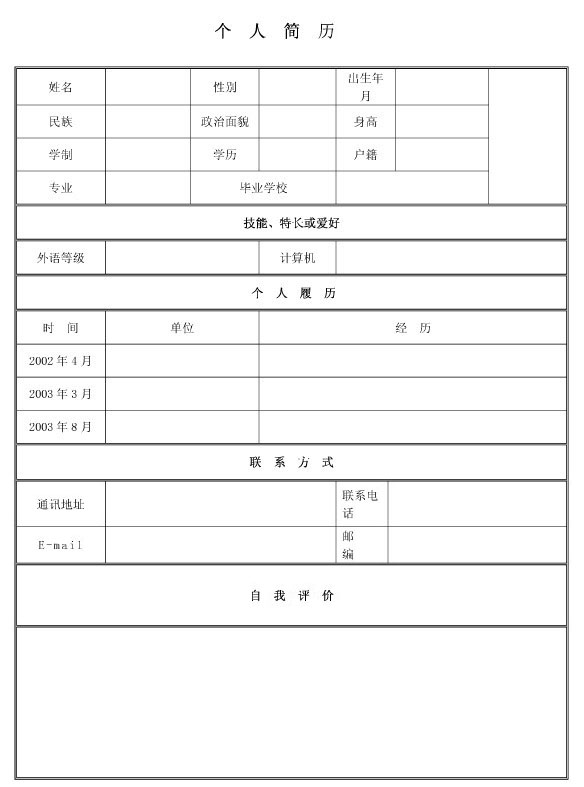 个 人 简 历
姓名 性别 出生年
月
民族 政治面貌 身高
学制 学历 户籍
专业 毕业学校
技能、特长或爱好
外语等级 计算机
个 人 履 历
时 间 单位 经 历
2002 年 4 月
2003 年 3 月
2003 年 8 月
联 系 方 式
通讯地址 联系电
话
E-mail 邮
编
自 我 评 价